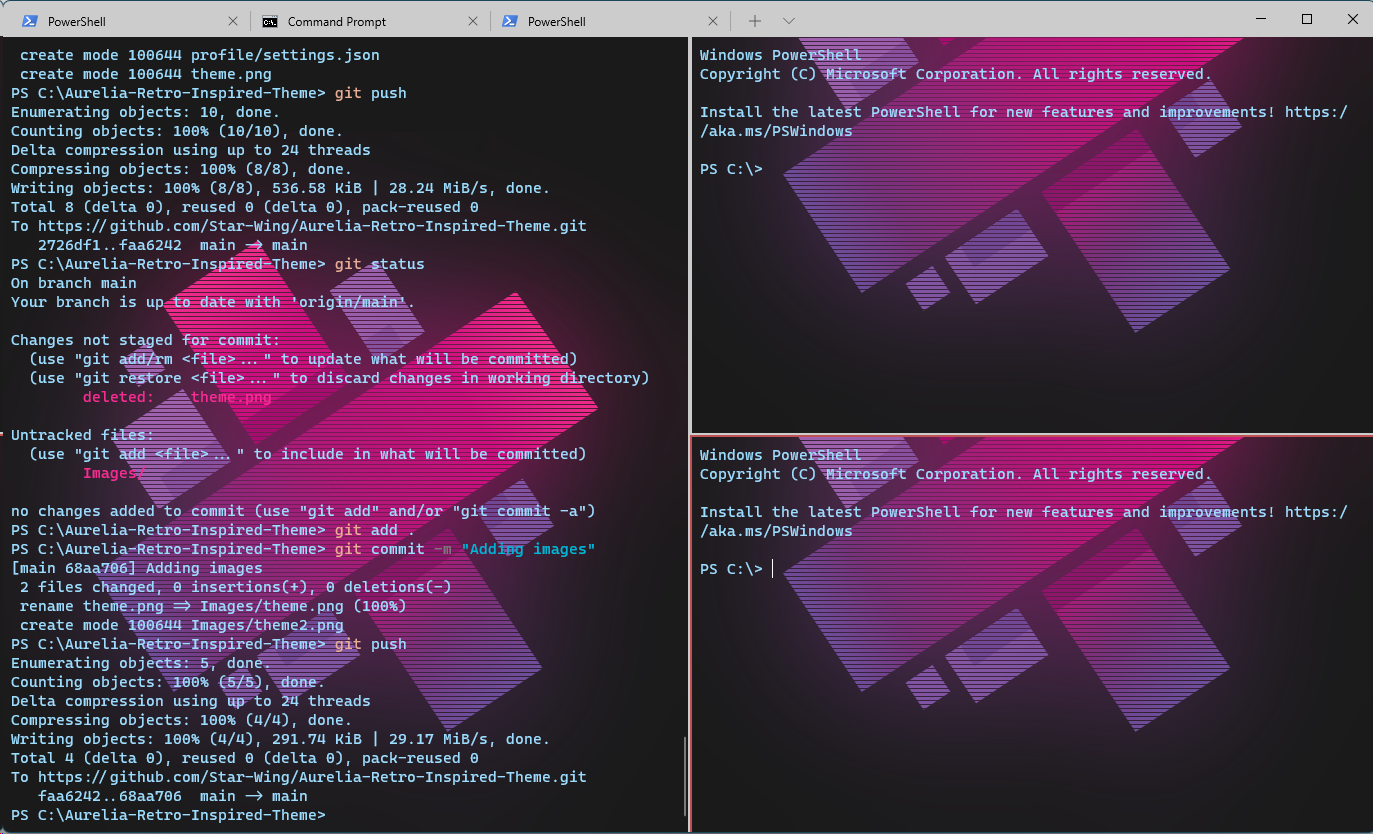 PowerShell
Command Prompt
PowerShell
create mode 100644 profile/settings.json
create mode 100644 theme.png
PS C:\Aurelia-Retro-Inspired-Theme> git push
Enumerating objects: 10, done.
Counting objects: 100% (10/10), done.
Delta compression using up to 24 threads
Compressing objects: 100% (8/8), done.
Writing objects: 100% (8/8), 536.58 KiB | 28.24 MiB/s, done.
Total 8 (delta 0), reused 0 (delta 0), pack-reused 0
To https://github.com/Star-Wing/Aurelia-Retro-Inspired-Theme.git
2726df1..faa6242  main -> main
PS C:\Aurelia-Retro-Inspired-Theme> git status
On branch main
Your branch is up to date with 'origin/main'.
Changes not staged for commit:
(use "git add/rm <file>..." to update what will be committed)
(use "git restore <file>..." to discard changes in working directory)
deleted:    theme.png
Untracked files:
(use "git add <file>..." to include in what will be committed)
Images/
no changes added to commit (use "git add" and/or "git commit -a")
PS C:\Aurelia-Retro-Inspired-Theme> git add .
PS C:\Aurelia-Retro-Inspired-Theme> git commit -m "Adding images"
[main 68aa706] Adding images
2 files changed, 0 insertions(+), 0 deletions(-)
rename theme.png => Images/theme.png (100%)
create mode 100644 Images/theme2.png
PS C:\Aurelia-Retro-Inspired-Theme> git push
Enumerating objects: 5, done.
Counting objects: 100% (5/5), done.
Delta compression using up to 24 threads
Compressing objects: 100% (4/4), done.
Writing objects: 100% (4/4), 291.74 KiB | 29.17 MiB/s, done.
Total 4 (delta 0), reused 0 (delta 0), pack-reused 0
To https://github.com/Star-Wing/Aurelia-Retro-Inspired-Theme.git
faa6242..68aa706  main -> main
PS C:\Aurelia-Retro-Inspired-Theme>
Windows PowerShell
Copyright (C) Microsoft Corporation. All rights reserved.
Install the latest PowerShell for new features and improvements! https:/
/aka.ms/PSWindows
PS C:\>
Windows PowerShell
Copyright (C) Microsoft Corporation. All rights reserved.
Install the latest PowerShell for new features and improvements! https:/
/aka.ms/PSWindows
PS C:\>